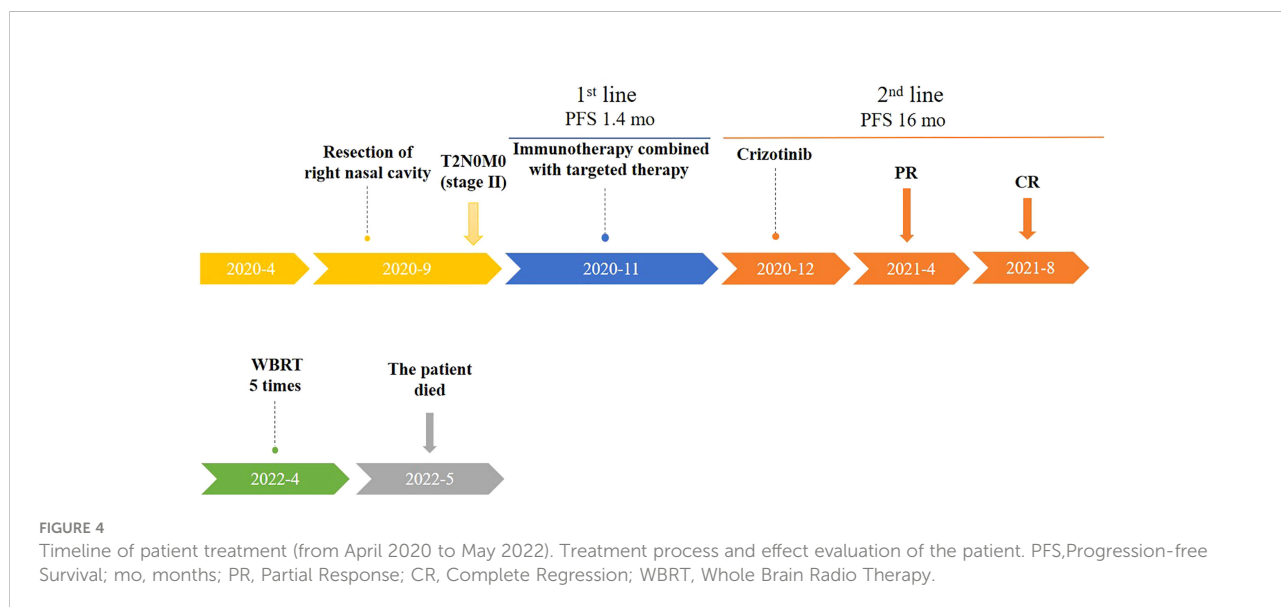 1st line
PFS 1.4 mo
2nd line
PFS 16 mo
Resection of
right nasal cavity
T2N0M0
(stage II)
Immunotherapy combined
with targeted therapy
Crizotinib
PR
CR
2020-4
2020-9
2020-11
2020-12
2021-4
2021-8
WBRT
5 times
The patient
died
2022-4
2022-5
FIGURE 4
Timeline of patient treatment (from April 2020 to May 2022). Treatment process and effect evaluation of the patient. PFS,Progression-free
Survival; mo, months; PR, Partial Response; CR, Complete Regression; WBRT, Whole Brain Radio Therapy.